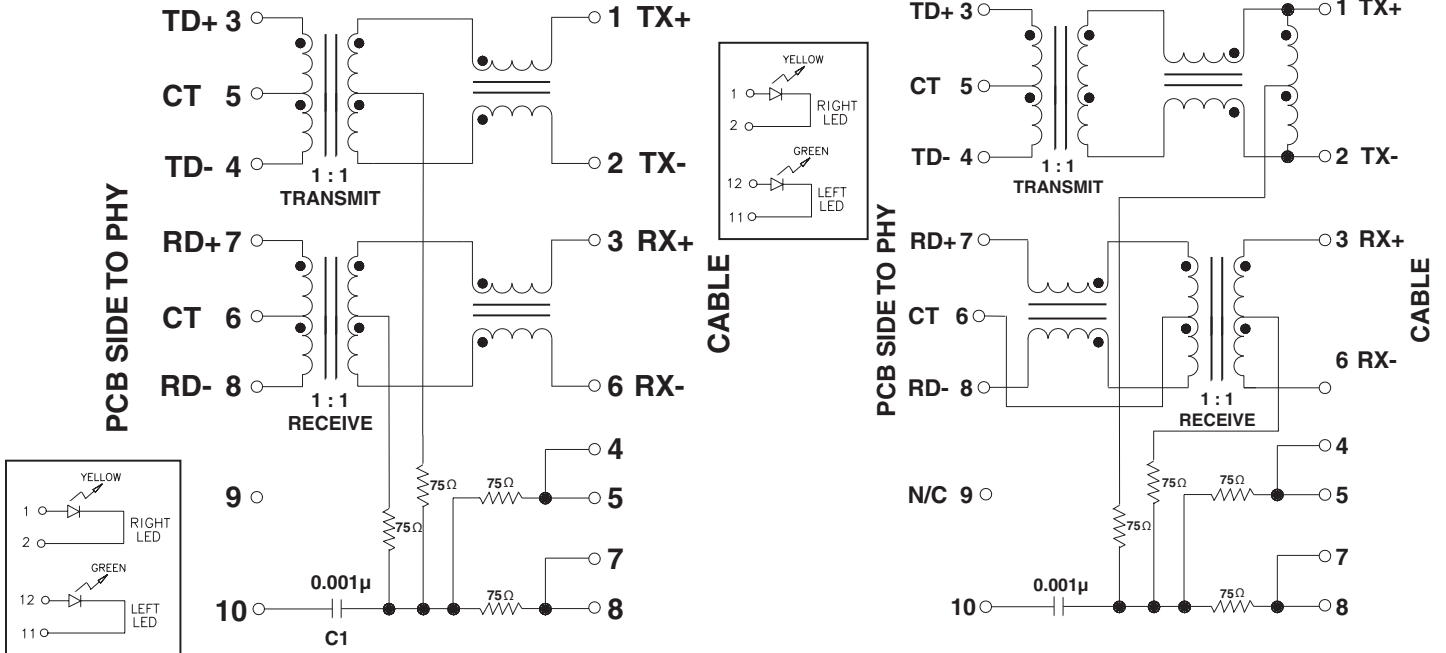 TD+ 3
1 TX+
CT 5
TD- 4
2 TX-
1 : 1
TRANSMIT
PCB SIDE TO PHY
RD+ 7
3 RX+
CT 6
RD- 8
6 RX-
1 : 1
RECEIVE
CABLE
4
75Ω
75Ω
5
9
75Ω
7
0.001µ
75Ω
10
8
C1
YELLOW
1
RIGHT
LED
2
GREEN
12
LEFT
LED
11
YELLOW
1
RIGHT
LED
2
GREEN
12
LEFT
LED
11
TD+ 3
1 TX+
CT 5
TD- 4
2 TX-
1 : 1
TRANSMIT
PCB SIDE TO PHY
RD+ 7
3 RX+
CT 6
6 RX-
RD- 8
1 : 1
RECEIVE
CABLE
4
75Ω
75Ω
N/C 9
5
75Ω
7
0.001µ
75Ω
10
8